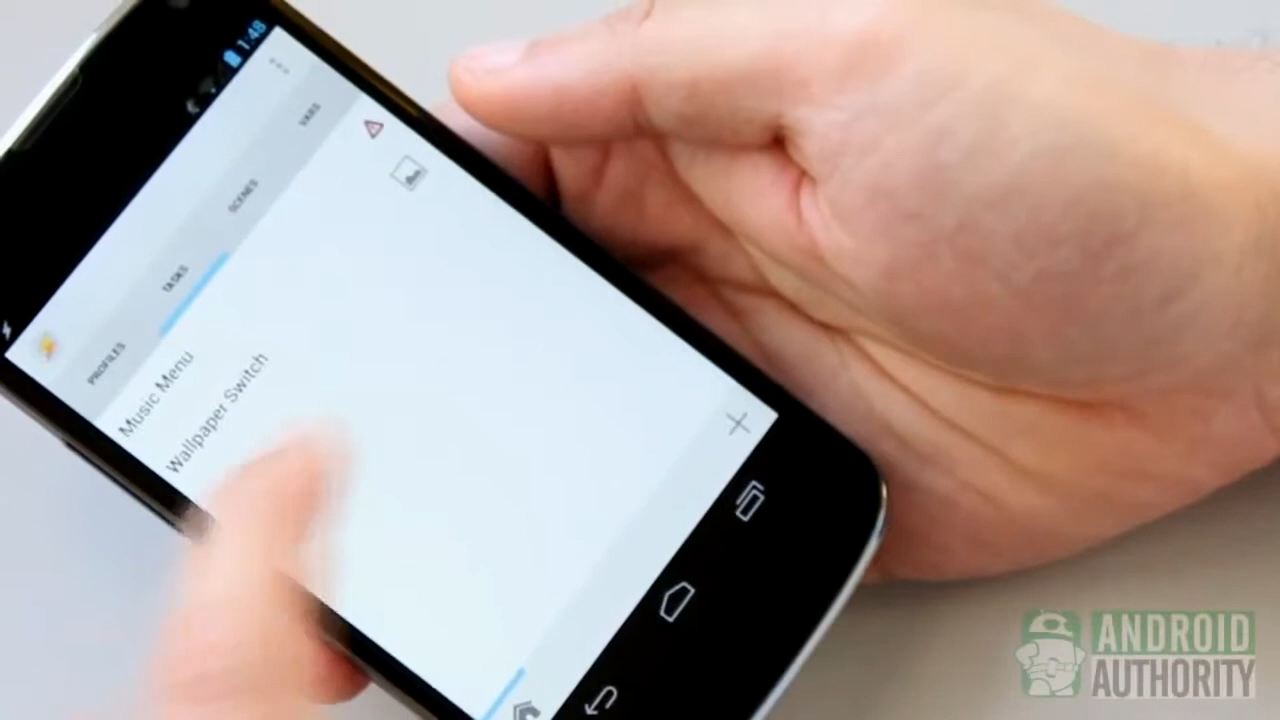 1:48
PROFILES TASKS SCENES VARS
Music Menu
Wallpaper Switch
ANDROID
AUTHORITY